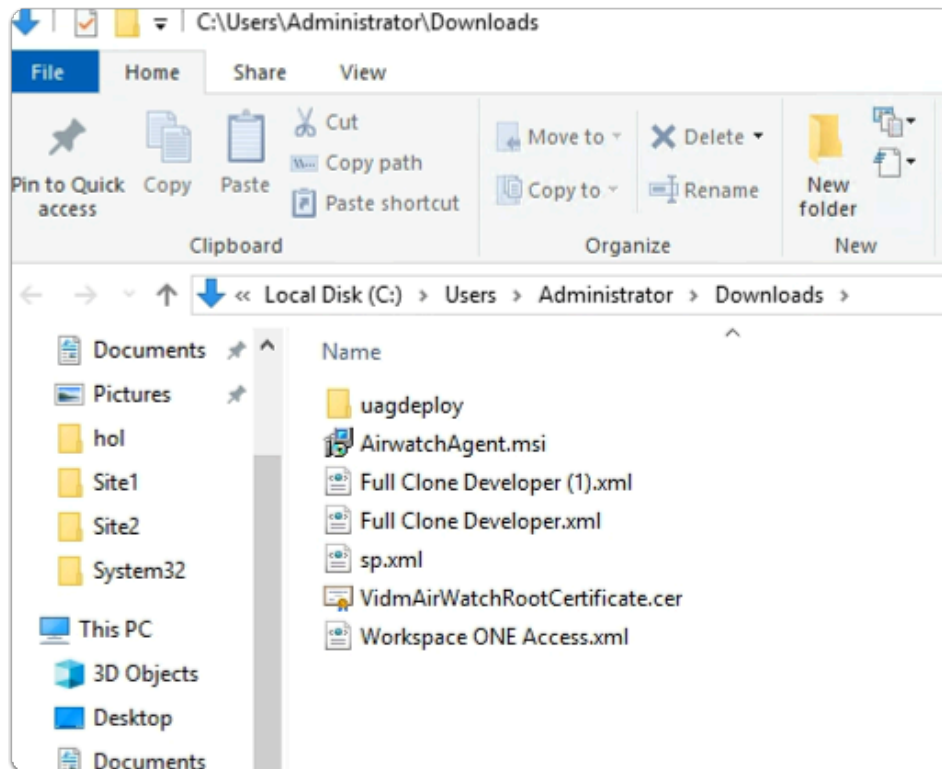 C:\Users\Administrator\Downloads
File Home Share View
Pin to Quick access
Copy
Paste
Cut
Copy path
Paste shortcut
Clipboard
Move to
Copy to
Delete
Rename
Organize
New folder
New
« Local Disk (C:) > Users > Administrator > Downloads >
Documents
Pictures
hol
Site1
Site2
System32
This PC
3D Objects
Desktop
Documents
Name
uagdeploy
AirwatchAgent.msi
Full Clone Developer (1).xml
Full Clone Developer.xml
sp.xml
VidmAirWatchRootCertificate.cer
Workspace ONE Access.xml